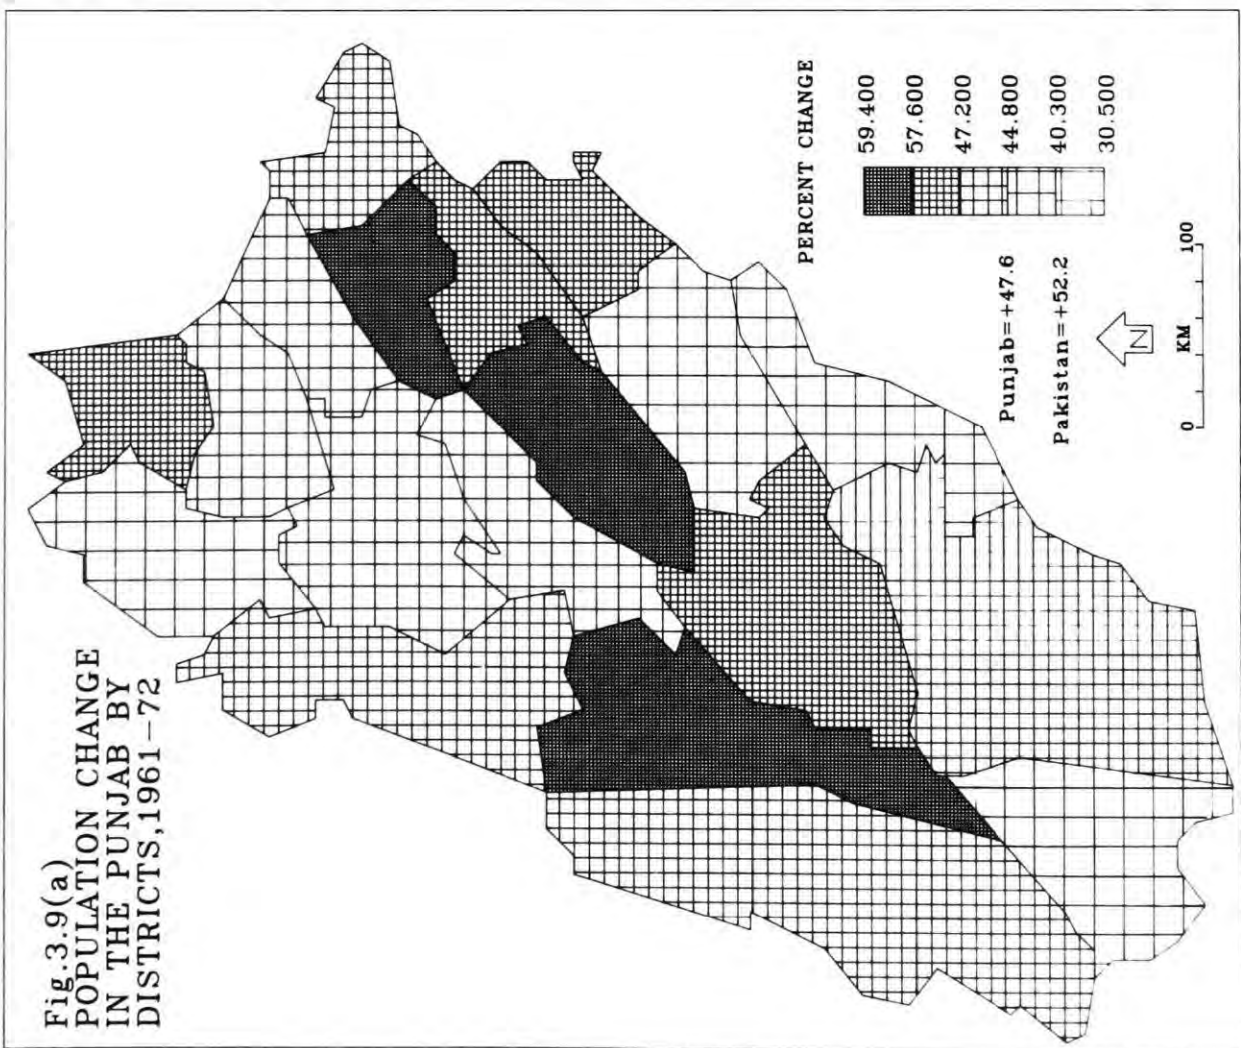 Fig.3.9(a)
POPULATION CHANGE
IN THE PUNJAB BY
DISTRICTS,1961-72
PERCENT CHANGE
59.400
57.600
47.200
44.800
40.300
30.500
Punjab=+47.6
Pakistan=+52.2
N
KM
0 100